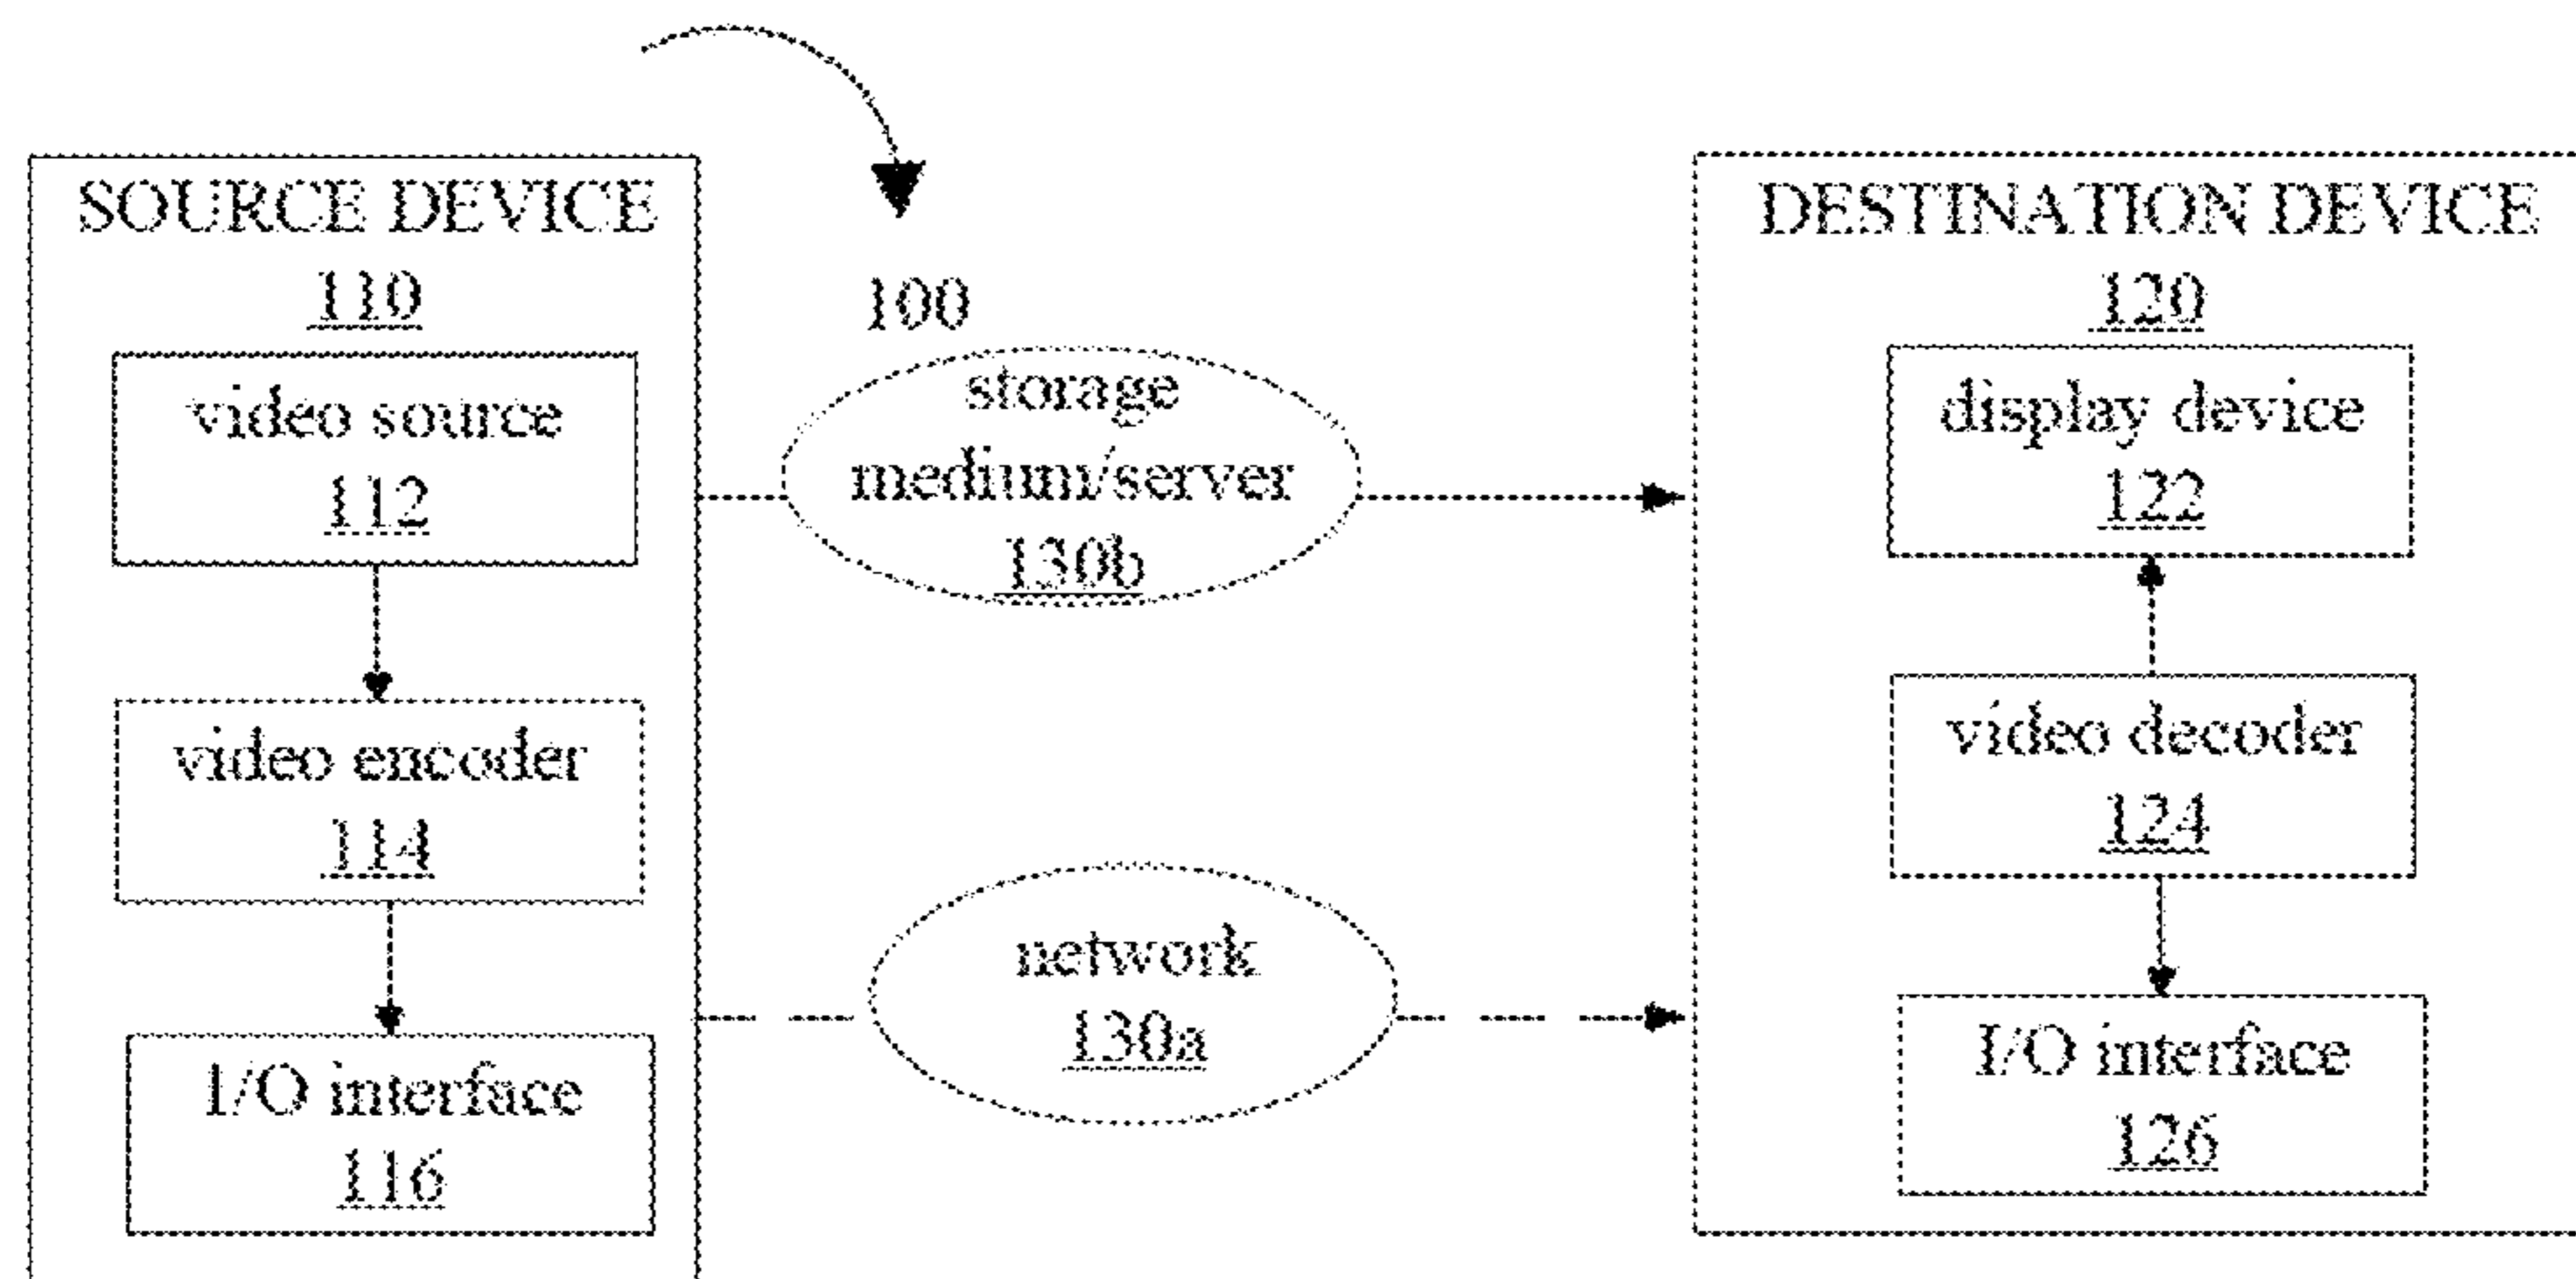 SOURCE DEVICE
110
video source
112
video encoder
114
I/O interface
116
100
storage
medium/server
130b
network
130a
DESTINATION DEVICE
120
display device
122
video decoder
124
I/O interface
126